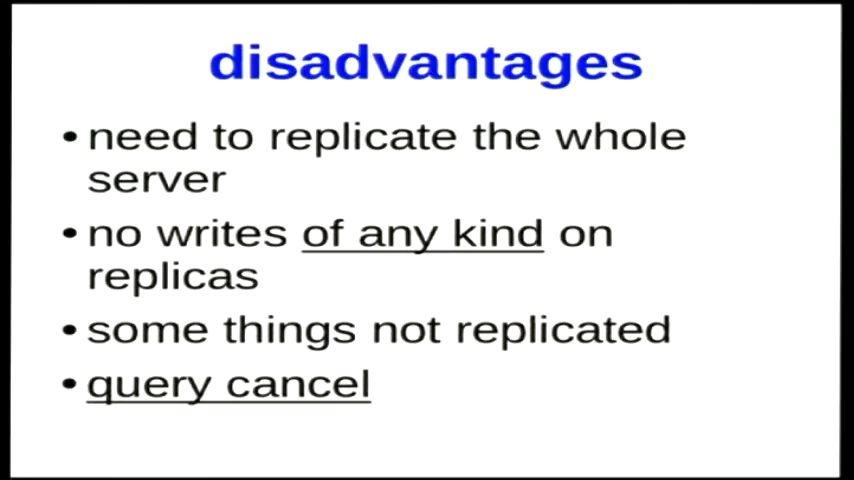 disadvantages
• need to replicate the whole
server
• no writes of any kind on
replicas
• some things not replicated
• query cancel